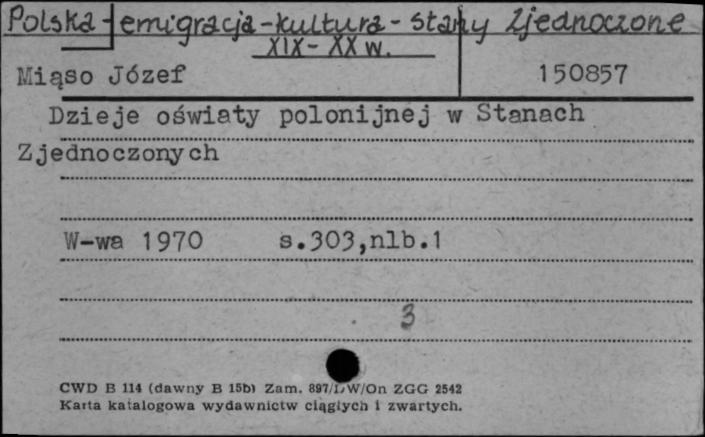 Polska - emigracja - kultura - Stany Zjednoczone
XIX - XX w.
Miąso Józef 150857
Dzieje oświaty polonijnej w Stanach
Zjednoczonych
W-wa 1970 s.303,nlb.1
3
CWD B 114 (dawny B 15b) Zam. 897/DW/On ZGG 2542
Karta katalogowa wydawnictw ciągłych i zwartych.